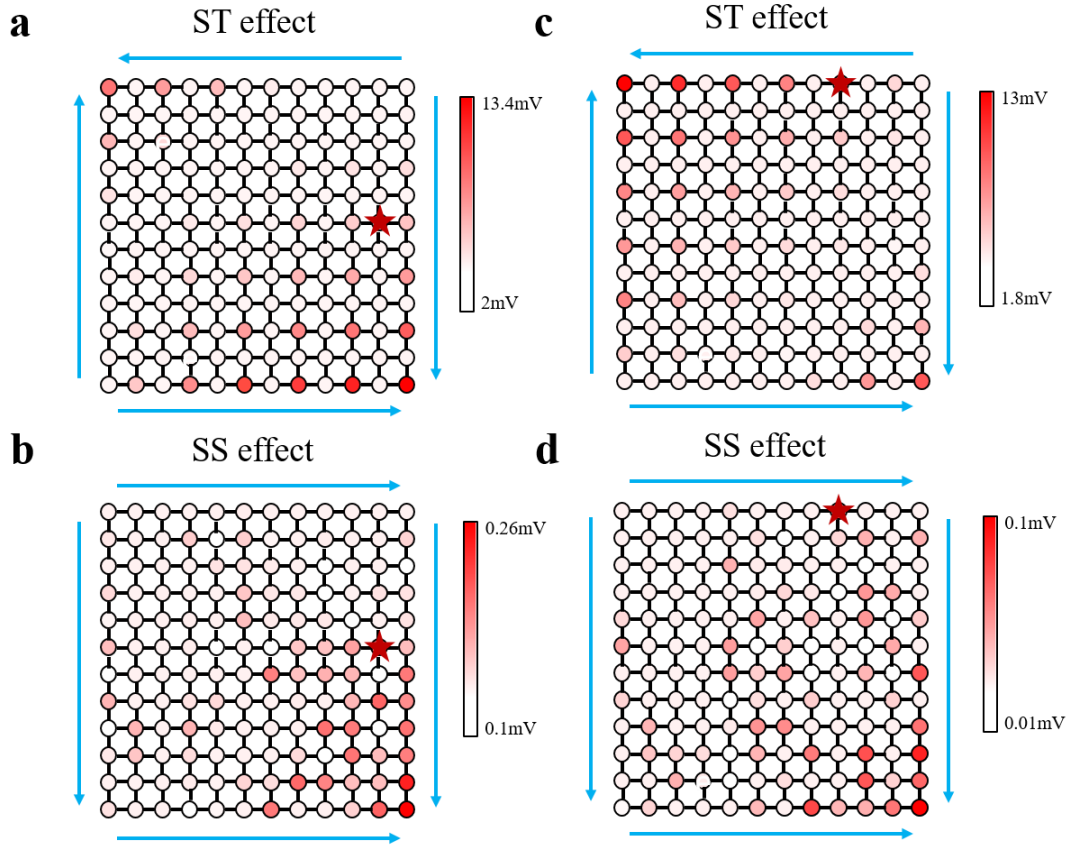 a
ST effect
13.4mV
2mV
c
ST effect
13mV
1.8mV
b
SS effect
0.26mV
0.1mV
d
SS effect
0.1mV
0.01mV